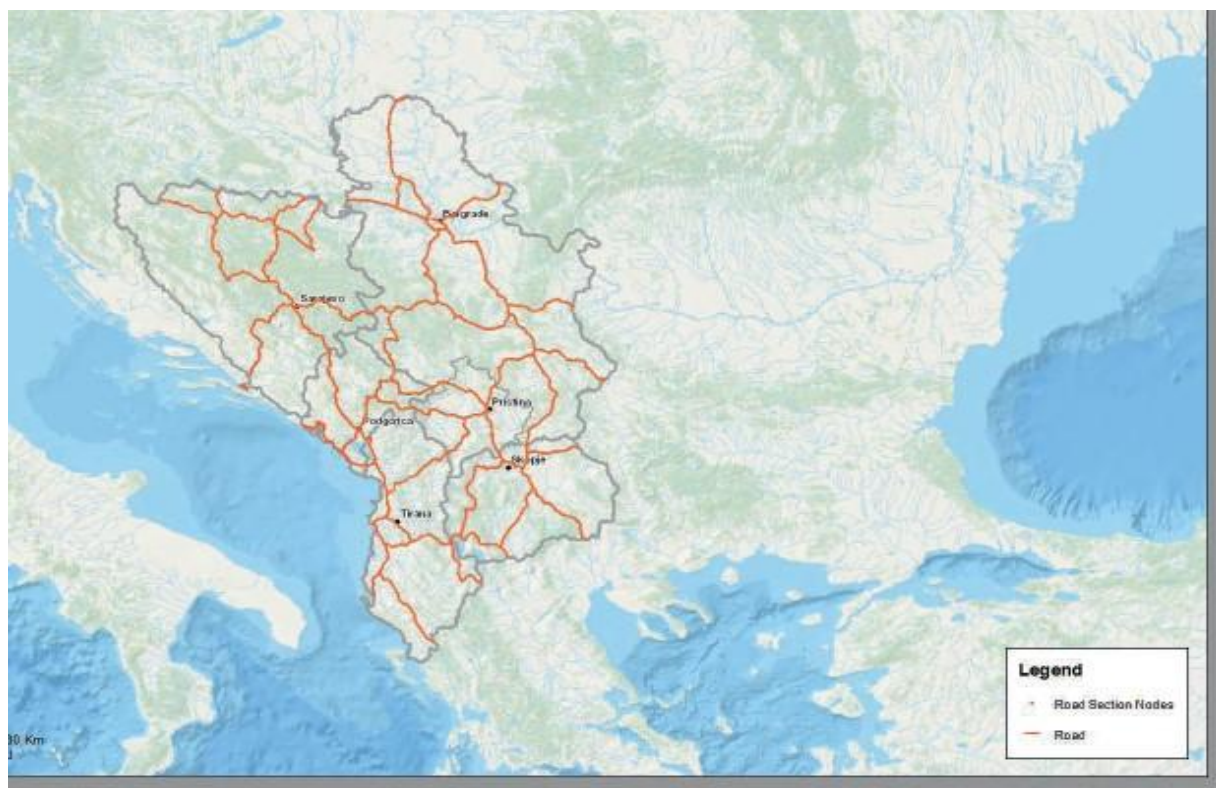 Belgrade
Sarajevo
Pristina
Podgorica
Skopje
Tirana
Legend
Road Section Nodes
Road
Km